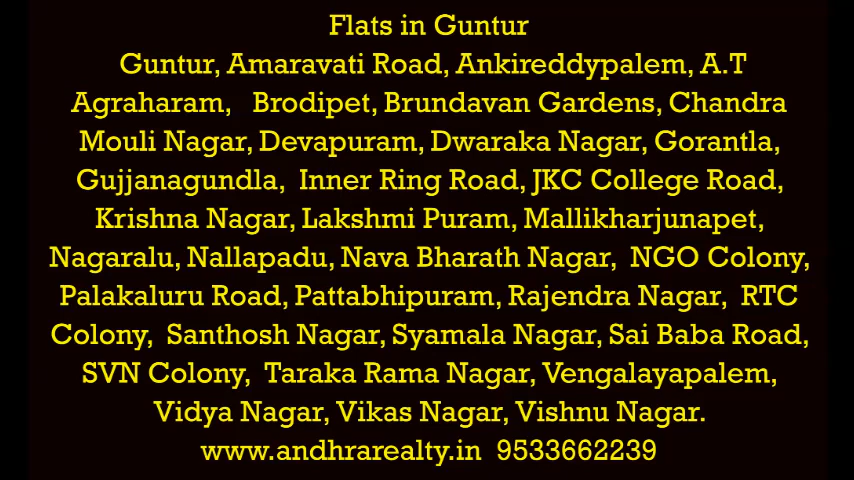 Flats in Guntur
Guntur, Amaravati Road, Ankireddypalem, A.T
Agraharam, Brodipet, Brundavan Gardens, Chandra
Mouli Nagar, Devapuram, Dwaraka Nagar, Gorantla,
Gujjanagundla, Inner Ring Road, JKC College Road,
Krishna Nagar, Lakshmi Puram, Mallikharjunapet,
Nagaralu, Nallapadu, Nava Bharath Nagar, NGO Colony,
Palakaluru Road, Pattabhipuram, Rajendra Nagar, RTC
Colony, Santhosh Nagar, Syamala Nagar, Sai Baba Road,
SVN Colony, Taraka Rama Nagar, Vengalayapalem,
Vidya Nagar, Vikas Nagar, Vishnu Nagar.
www.andhrarealty.in 9533662239